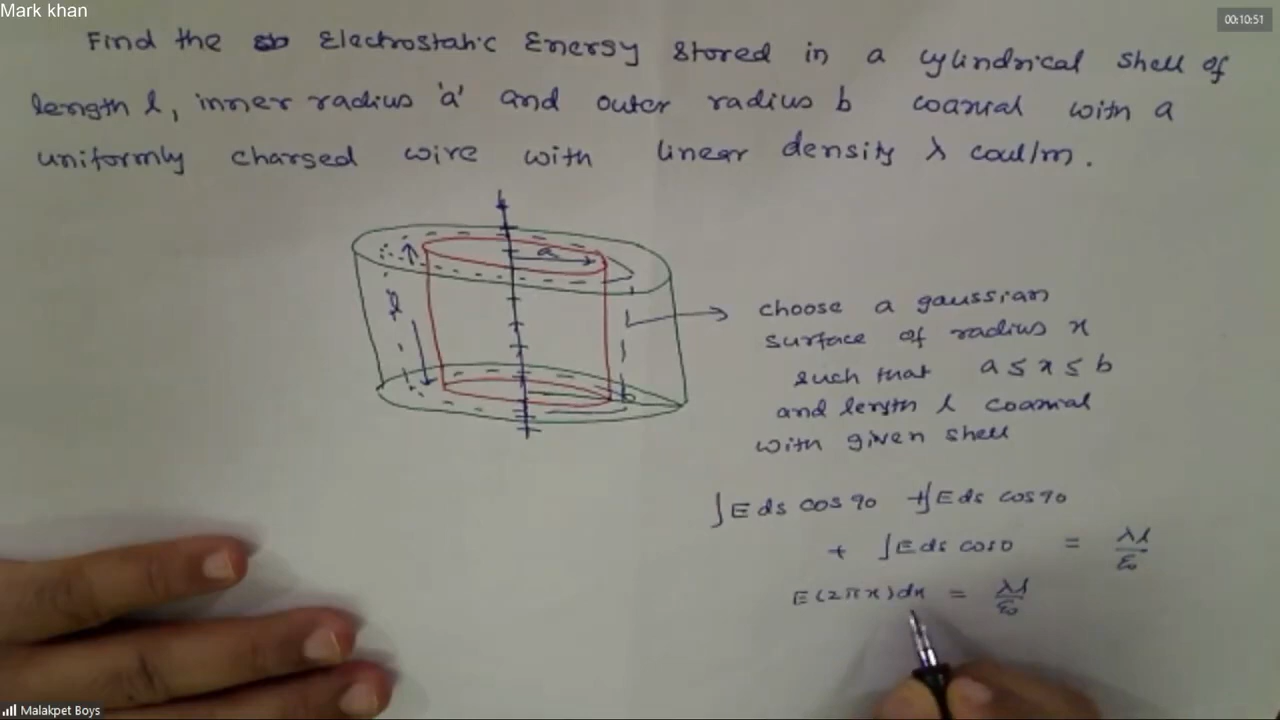 Mark khan
00:10:51
Find the Electrostatic Energy stored in a cylindrical shell of
length l, inner radius 'a' and outer radius b coaxial with a
uniformly charged wire with linear density λ coul/m.
a
l
choose a gaussian
surface of radius x
such that a ≤ x ≤ b
and length l coaxial
with given shell
∫E ds cos 90 + ∫E ds cos 90
+ ∫E ds cos 0 = λl/ε₀
E(2πx)dx = λl/ε₀
Malakpet Boys